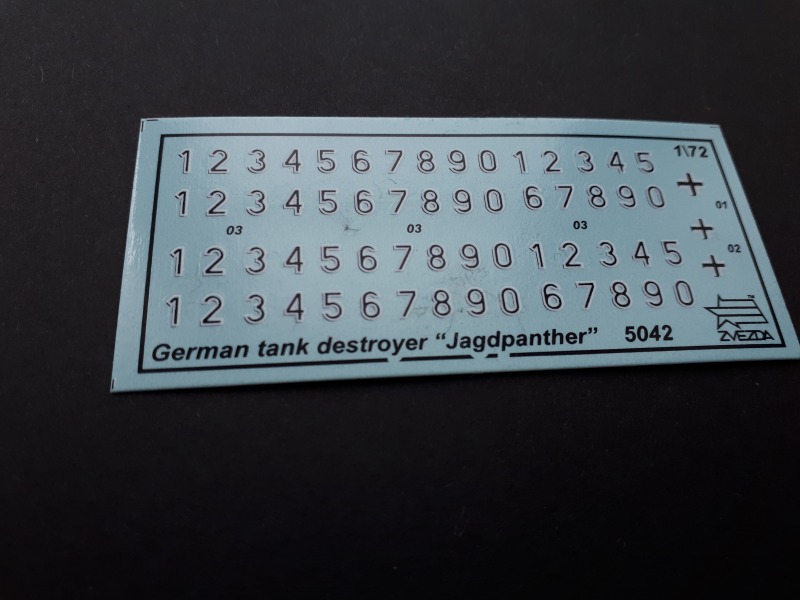 1 2 3 4 5 6 7 8 9 0 1 2 3 4 5 1\72
1 2 3 4 5 6 7 8 9 0 6 7 8 9 0
01
03 03 03
02
1 2 3 4 5 6 7 8 9 0 1 2 3 4 5
1 2 3 4 5 6 7 8 9 0 6 7 8 9 0
ZVEZDA
German tank destroyer “Jagdpanther” 5042